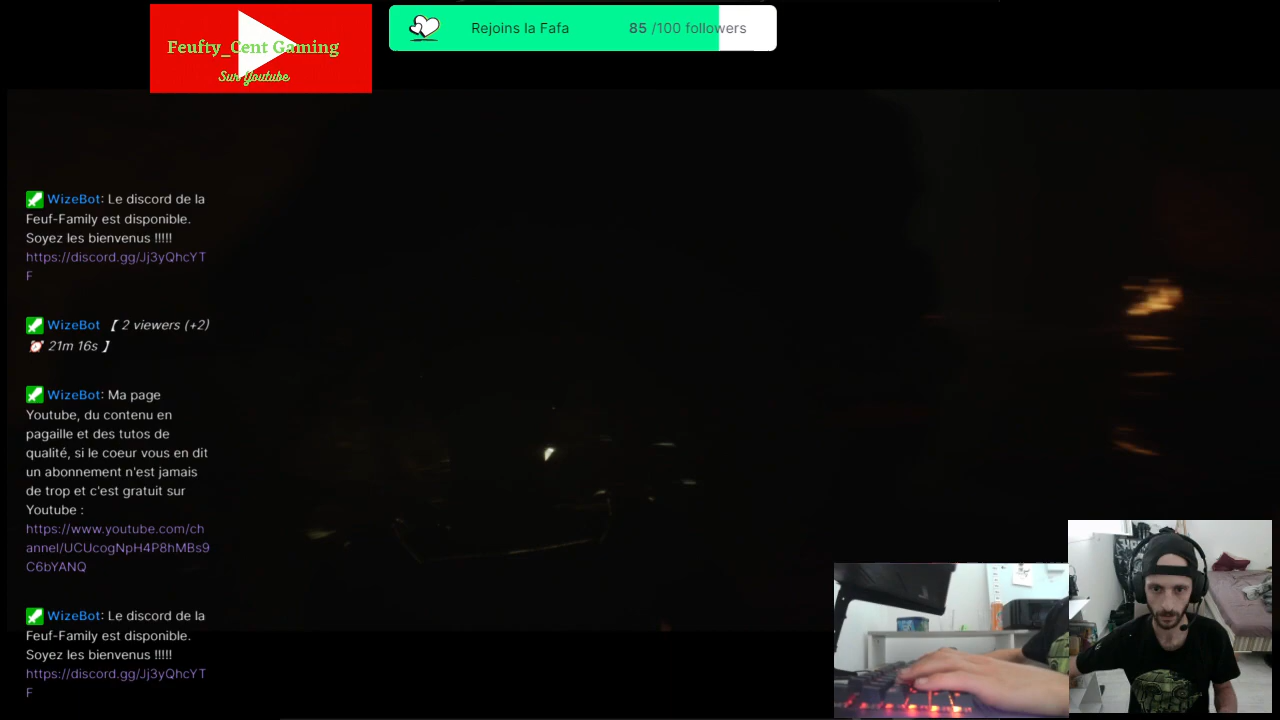 Feufty_Cent Gaming
Sur Youtube
Rejoins la Fafa 85 /100 followers
WizeBot: Le discord de la
Feuf-Family est disponible.
Soyez les bienvenus !!!!!
https://discord.gg/Jj3yQhcYT
F
WizeBot 【 2 viewers (+2)
⏰ 21m 16s 】
WizeBot: Ma page
Youtube, du contenu en
pagaille et des tutos de
qualité, si le coeur vous en dit
un abonnement n'est jamais
de trop et c'est gratuit sur
Youtube :
https://www.youtube.com/ch
annel/UCUcogNpH4P8hMBs9
C6bYANQ
WizeBot: Le discord de la
Feuf-Family est disponible.
Soyez les bienvenus !!!!!
https://discord.gg/Jj3yQhcYT
F